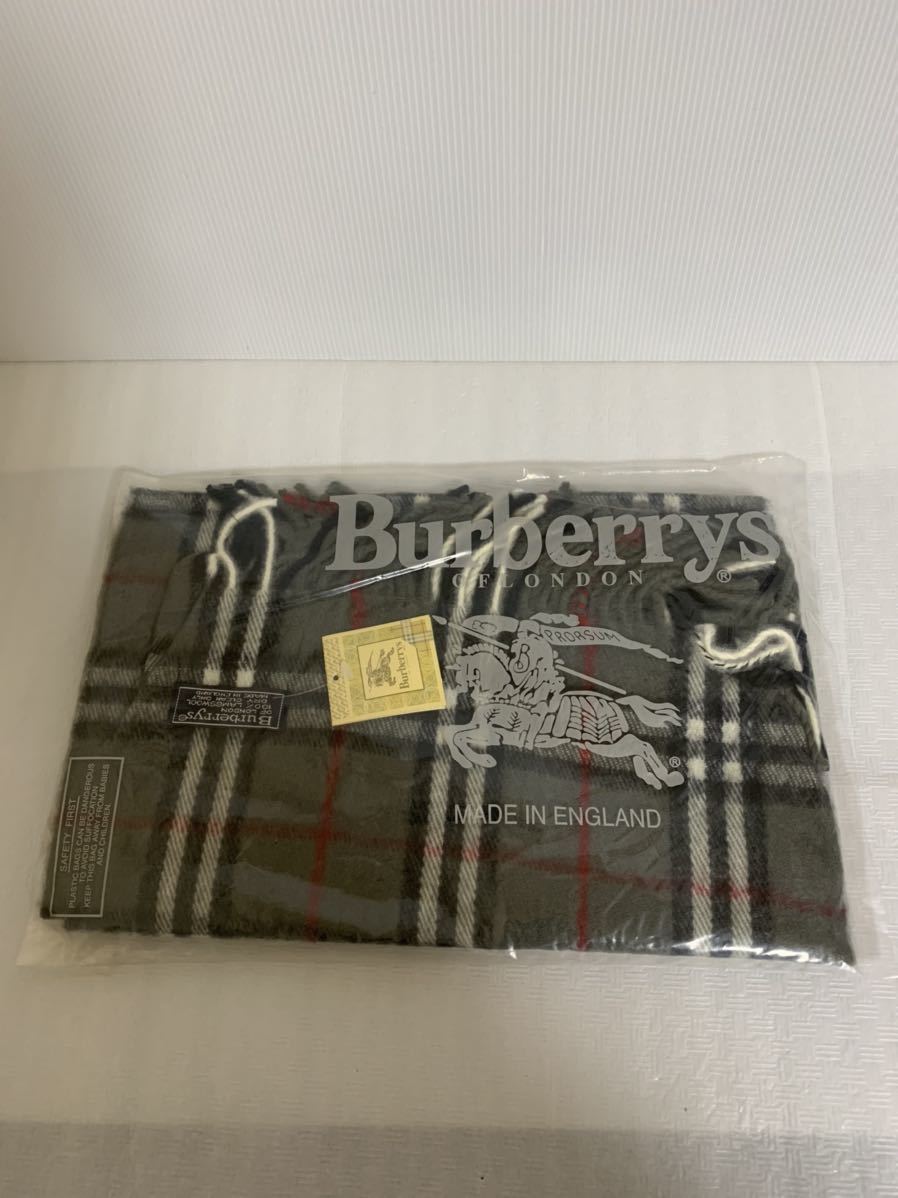 Burberrys®
OF LONDON
PRORSUM
®
MADE IN ENGLAND
Burberrys
Burberrys®
OF LONDON
100% LAMBSWOOL
DRY CLEAN ONLY
MADE IN ENGLAND
SAFETY FIRST
PLASTIC BAGS CAN BE DANGEROUS
TO AVOID SUFFOCATION
KEEP THIS BAG AWAY FROM BABIES
AND CHILDREN.